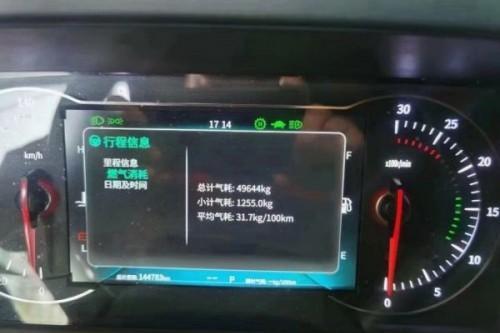 17 14
行程信息
km/h
里程信息
燃气消耗
日期及时间
总计气耗: 49644kg
小计气耗: 1255.0kg
平均气耗: 31.7kg/100km
H
F
E
L
144783km
-- P
30
25
20
15
10
5
0
x100r/min
0